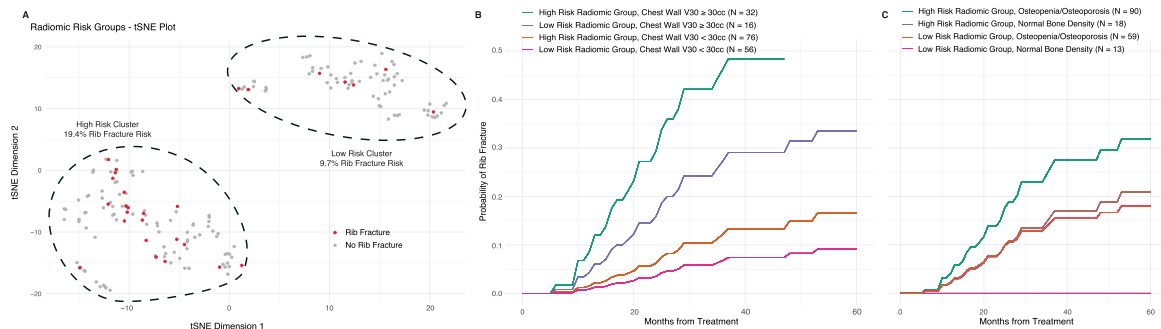 A
Radiomic Risk Groups - tSNE Plot
tSNE Dimension 2
20
10
0
−10
−20
High Risk Cluster
19.4% Rib Fracture Risk
Low Risk Cluster
9.7% Rib Fracture Risk
Rib Fracture
No Rib Fracture
−10
0
10
20
tSNE Dimension 1
B
High Risk Radiomic Group, Chest Wall V30 ≥ 30cc (N = 32)
Low Risk Radiomic Group, Chest Wall V30 ≥ 30cc (N = 16)
High Risk Radiomic Group, Chest Wall V30 < 30cc (N = 76)
Low Risk Radiomic Group, Chest Wall V30 < 30cc (N = 56)
Probability of Rib Fracture
0.5
0.4
0.3
0.2
0.1
0.0
0
20
40
60
Months from Treatment
C
High Risk Radiomic Group, Osteopenia/Osteoporosis (N = 90)
High Risk Radiomic Group, Normal Bone Density (N = 18)
Low Risk Radiomic Group, Osteopenia/Osteoporosis (N = 59)
Low Risk Radiomic Group, Normal Bone Density (N = 13)
0
20
40
60
Months from Treatment